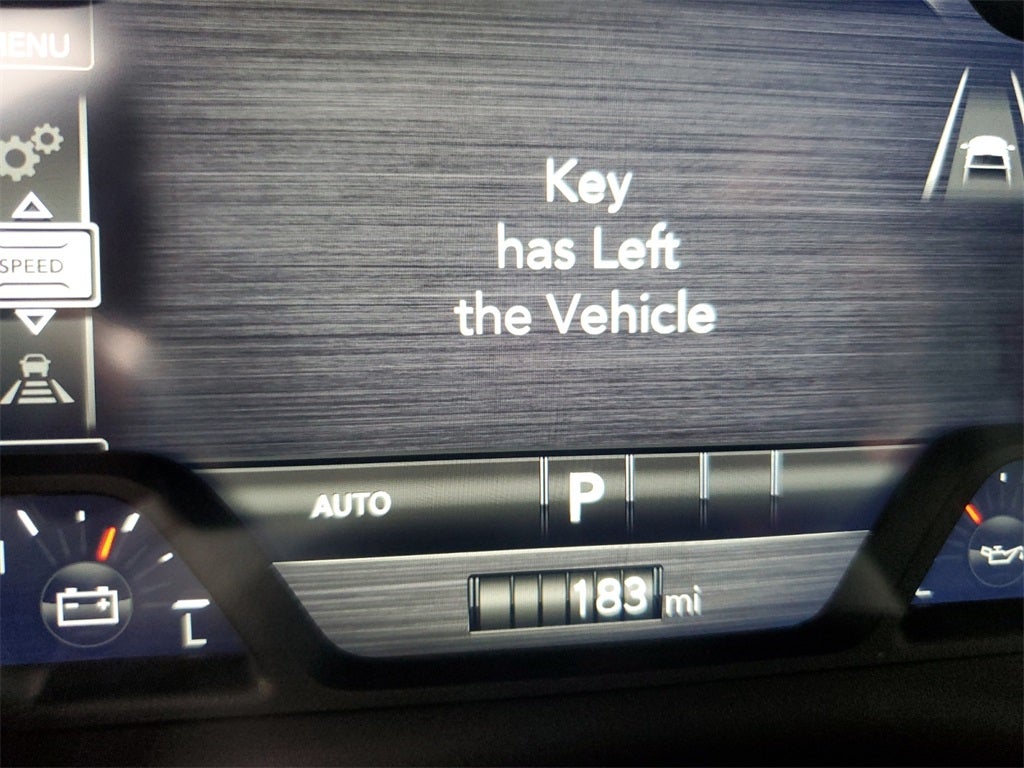 MENU
SPEED
Key
has Left
the Vehicle
AUTO
P
183 mi
L